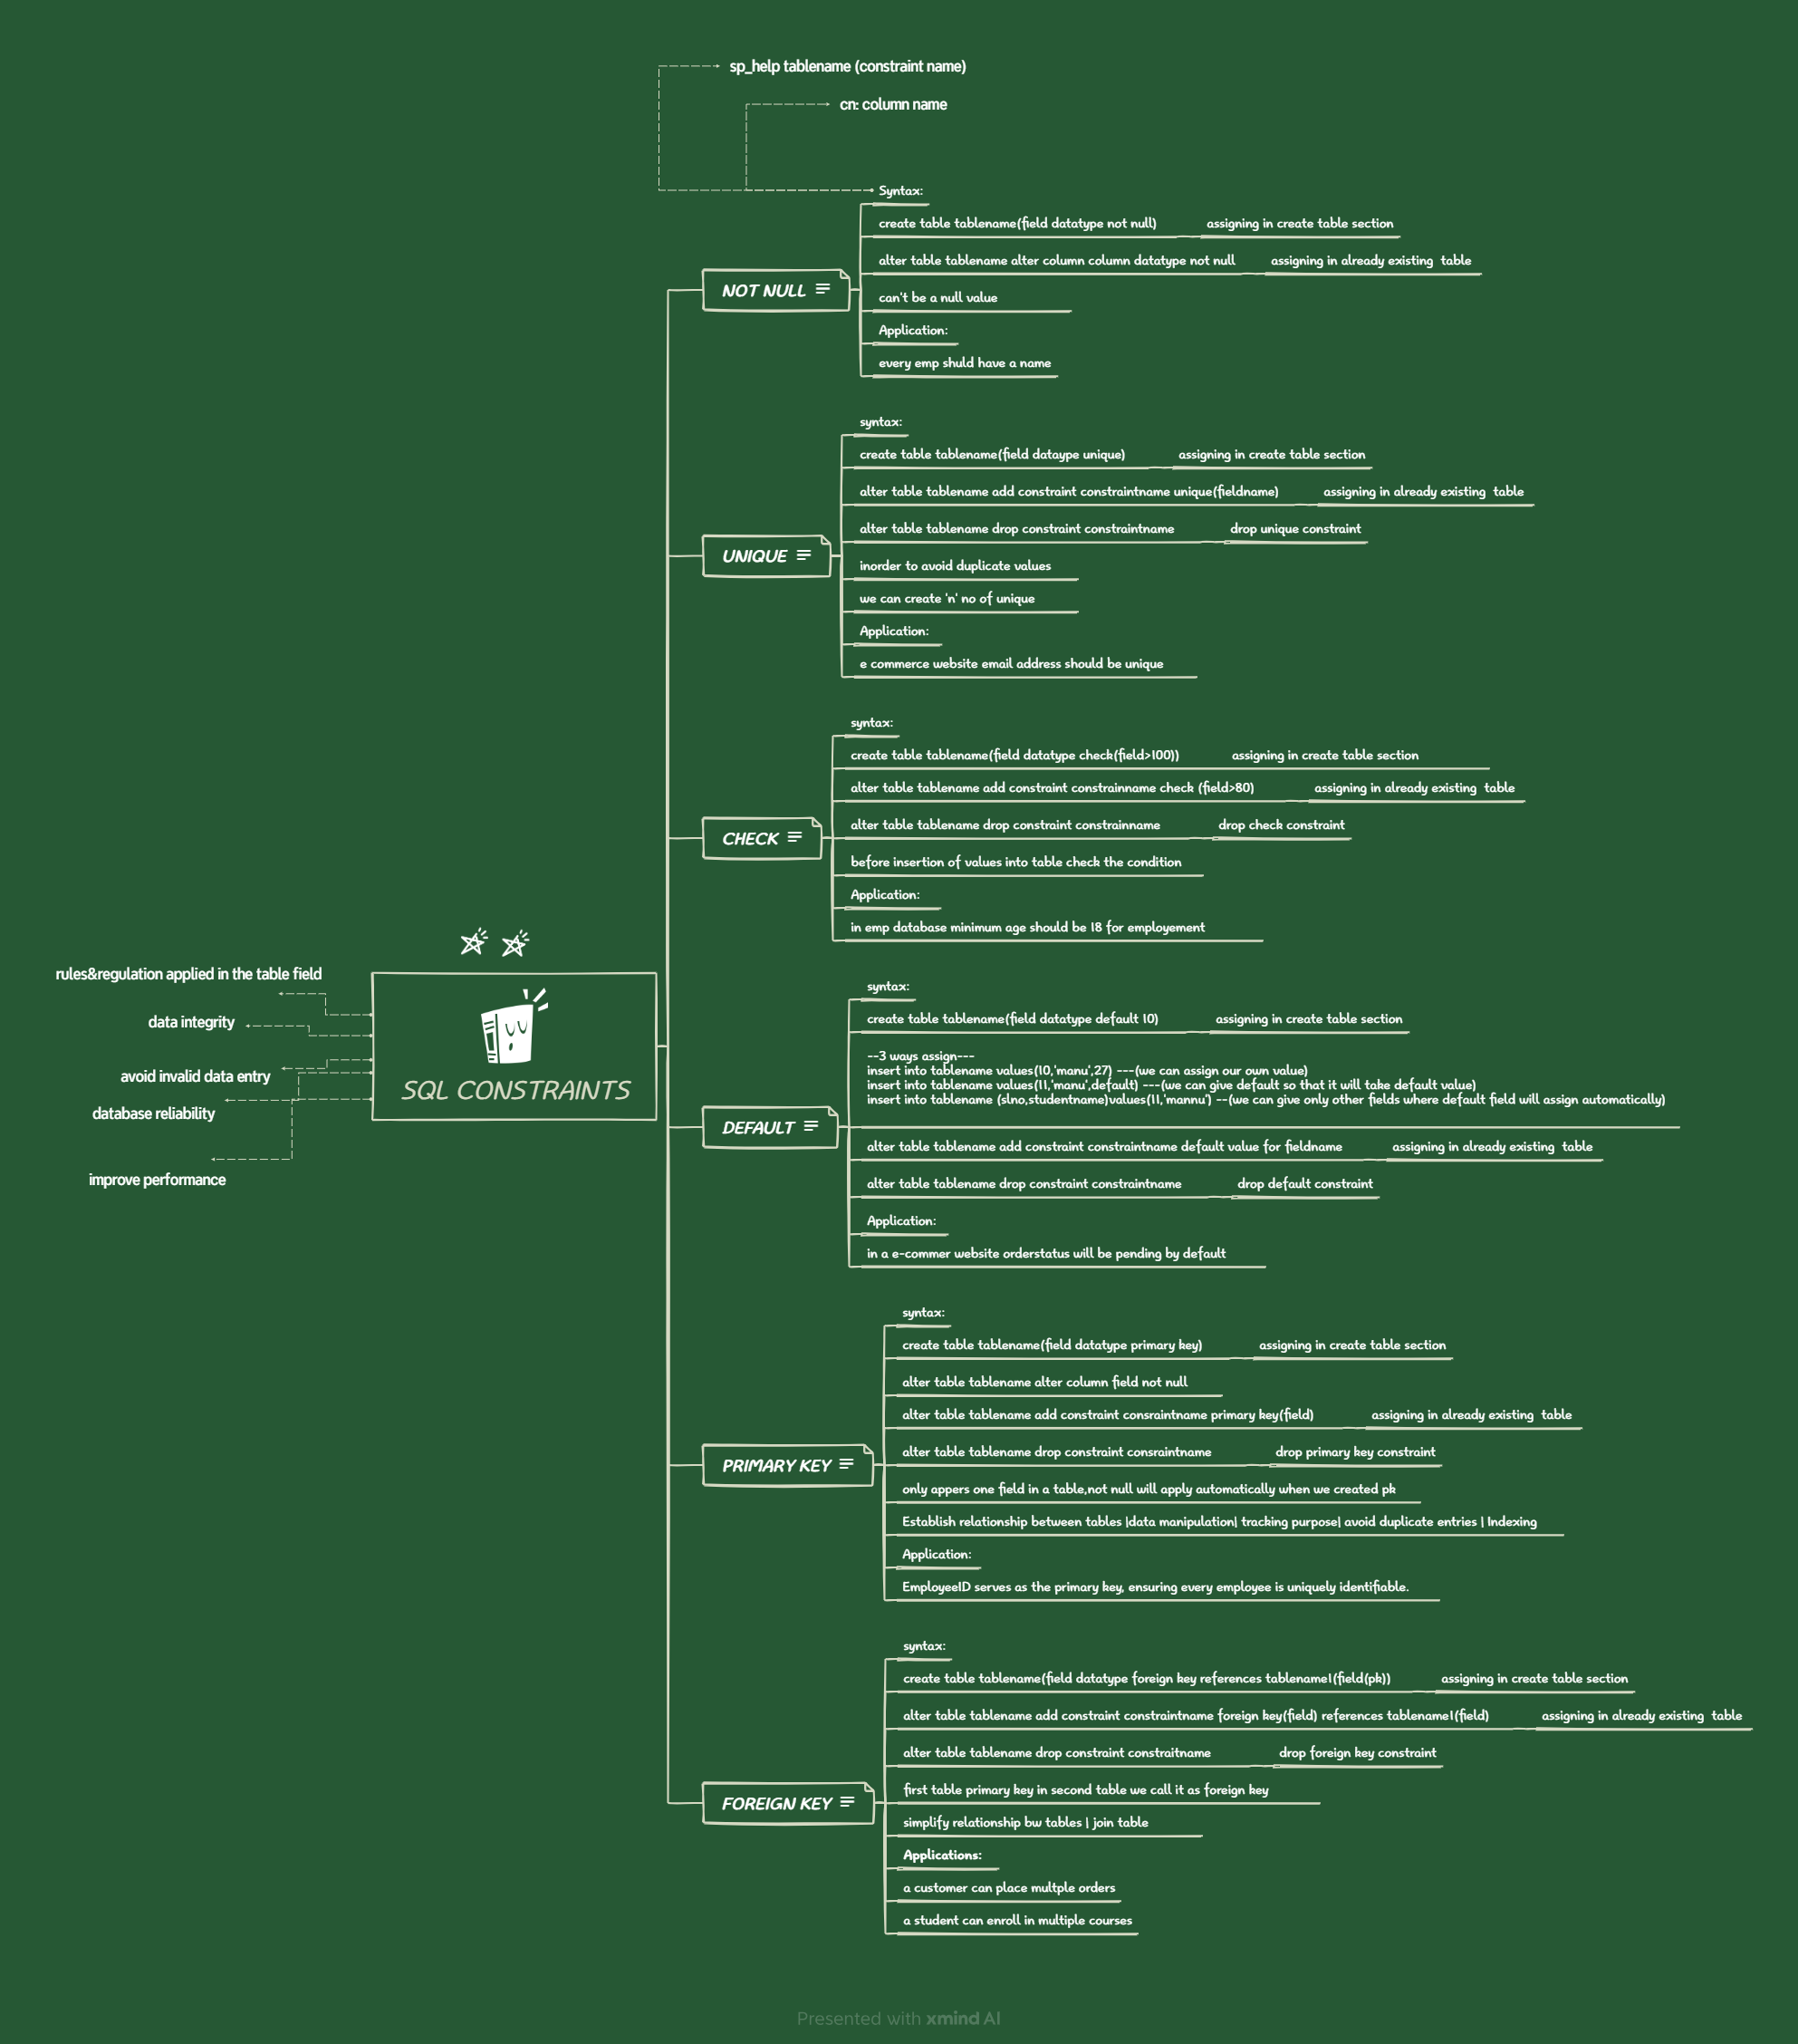 sp_help tablename (constraint name)
cn: column name
NOT NULL
Syntax:
create table tablename(field datatype not null)
assigning in create table section
alter table tablename alter column column datatype not null
assigning in already existing  table
can't be a null value
Application:
every emp shuld have a name
UNIQUE
syntax:
create table tablename(field dataype unique)
assigning in create table section
alter table tablename add constraint constraintname unique(fieldname)
assigning in already existing  table
alter table tablename drop constraint constraintname
drop unique constraint
inorder to avoid duplicate values
we can create 'n' no of unique
Application:
e commerce website email address should be unique
CHECK
syntax:
create table tablename(field datatype check(field>100))
assigning in create table section
alter table tablename add constraint constrainname check (field>80)
assigning in already existing  table
alter table tablename drop constraint constrainname
drop check constraint
before insertion of values into table check the condition
Application:
in emp database minimum age should be 18 for employement
rules&regulation applied in the table field
data integrity
avoid invalid data entry
database reliability
improve performance
SQL CONSTRAINTS
DEFAULT
syntax:
create table tablename(field datatype default 10)
assigning in create table section
--3 ways assign---
insert into tablename values(10,'manu',27) ---(we can assign our own value)
insert into tablename values(11,'manu',default) ---(we can give default so that it will take default value)
insert into tablename (slno,studentname)values(11,'mannu') --(we can give only other fields where default field will assign automatically)
alter table tablename add constraint constraintname default value for fieldname
assigning in already existing  table
alter table tablename drop constraint constraintname
drop default constraint
Application:
in a e-commer website orderstatus will be pending by default
PRIMARY KEY
syntax:
create table tablename(field datatype primary key)
assigning in create table section
alter table tablename alter column field not null
alter table tablename add constraint consraintname primary key(field)
assigning in already existing  table
alter table tablename drop constraint consraintname
drop primary key constraint
only appers one field in a table,not null will apply automatically when we created pk
Establish relationship between tables |data manipulation| tracking purpose| avoid duplicate entries | Indexing
Application:
EmployeeID serves as the primary key, ensuring every employee is uniquely identifiable.
FOREIGN KEY
syntax:
create table tablename(field datatype foreign key references tablename1(field(pk))
assigning in create table section
alter table tablename add constraint constraintname foreign key(field) references tablename1(field)
assigning in already existing  table
alter table tablename drop constraint constraitname
drop foreign key constraint
first table primary key in second table we call it as foreign key
simplify relationship bw tables | join table
Applications:
a customer can place multple orders
a student can enroll in multiple courses
Presented with xmind AI